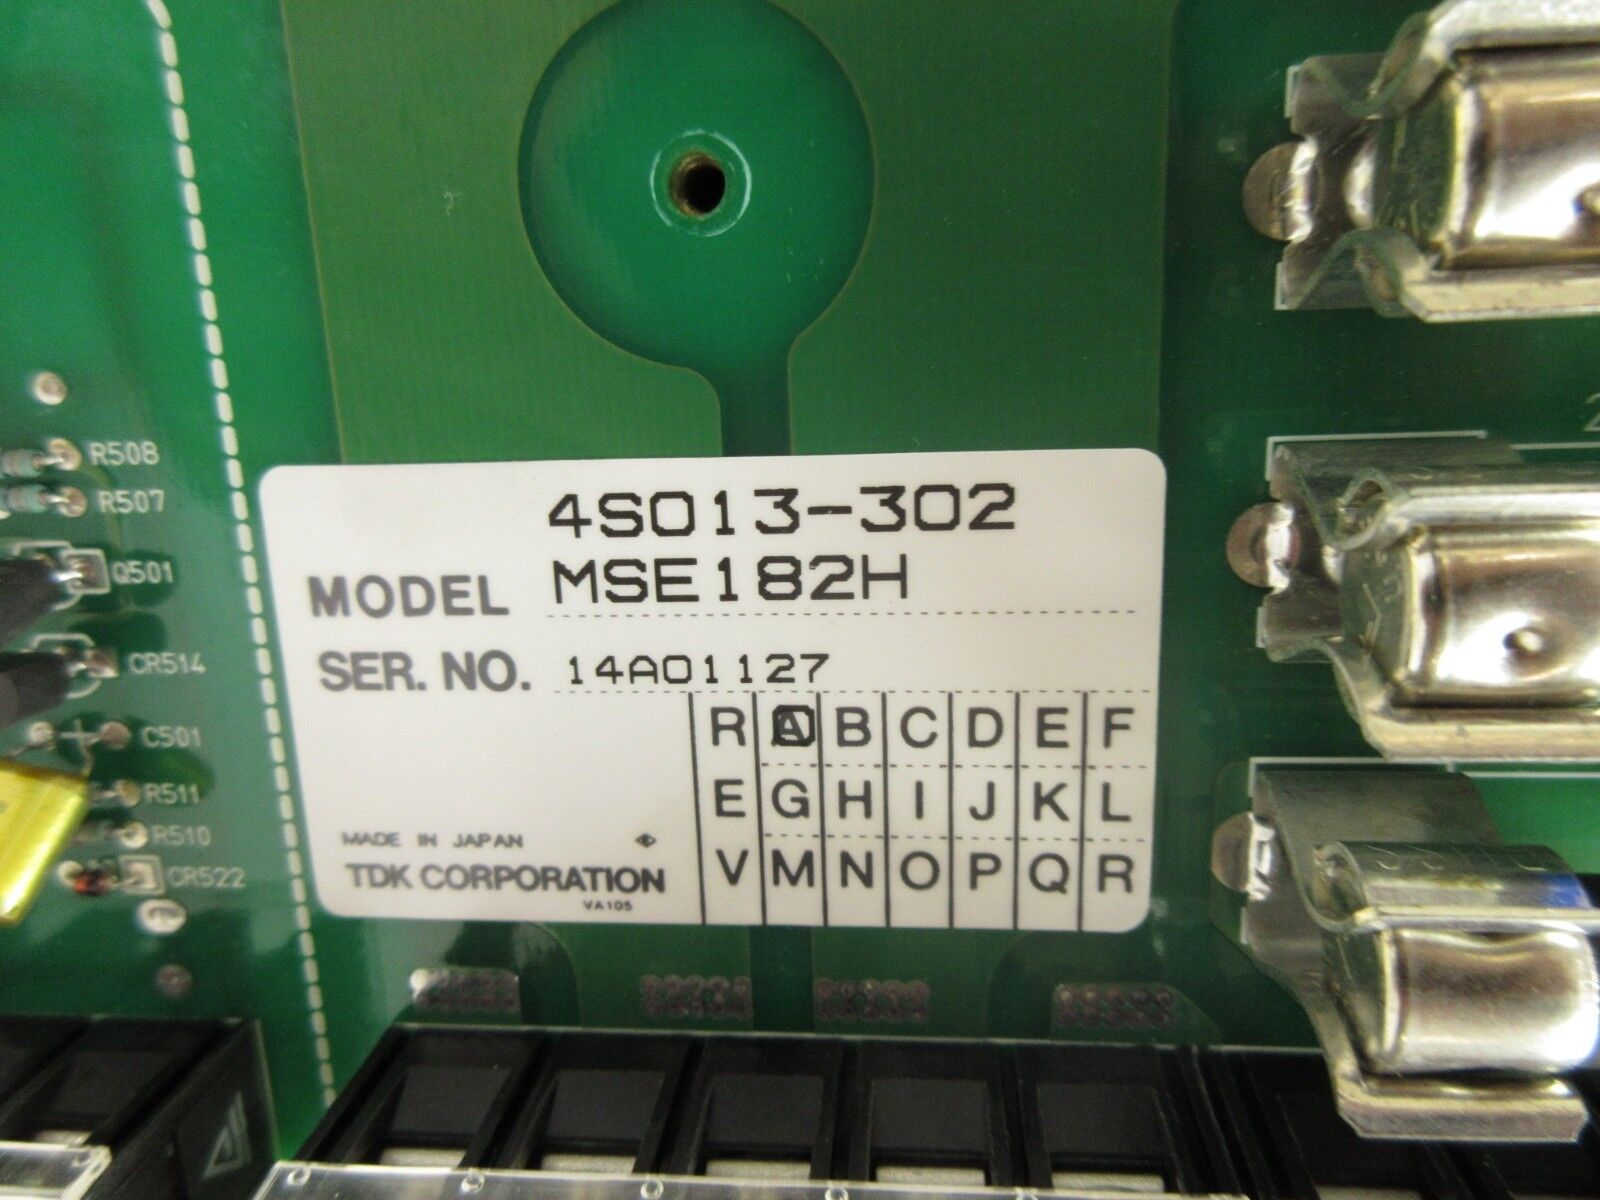 4S013-302
MODEL MSE182H
SER. NO. 14A01127
R A B C D E F
E G H I J K L
V M N O P Q R
MADE IN JAPAN
TDK CORPORATION
VA105
R508
R507
Q501
CR514
C501
R511
R510
CR522